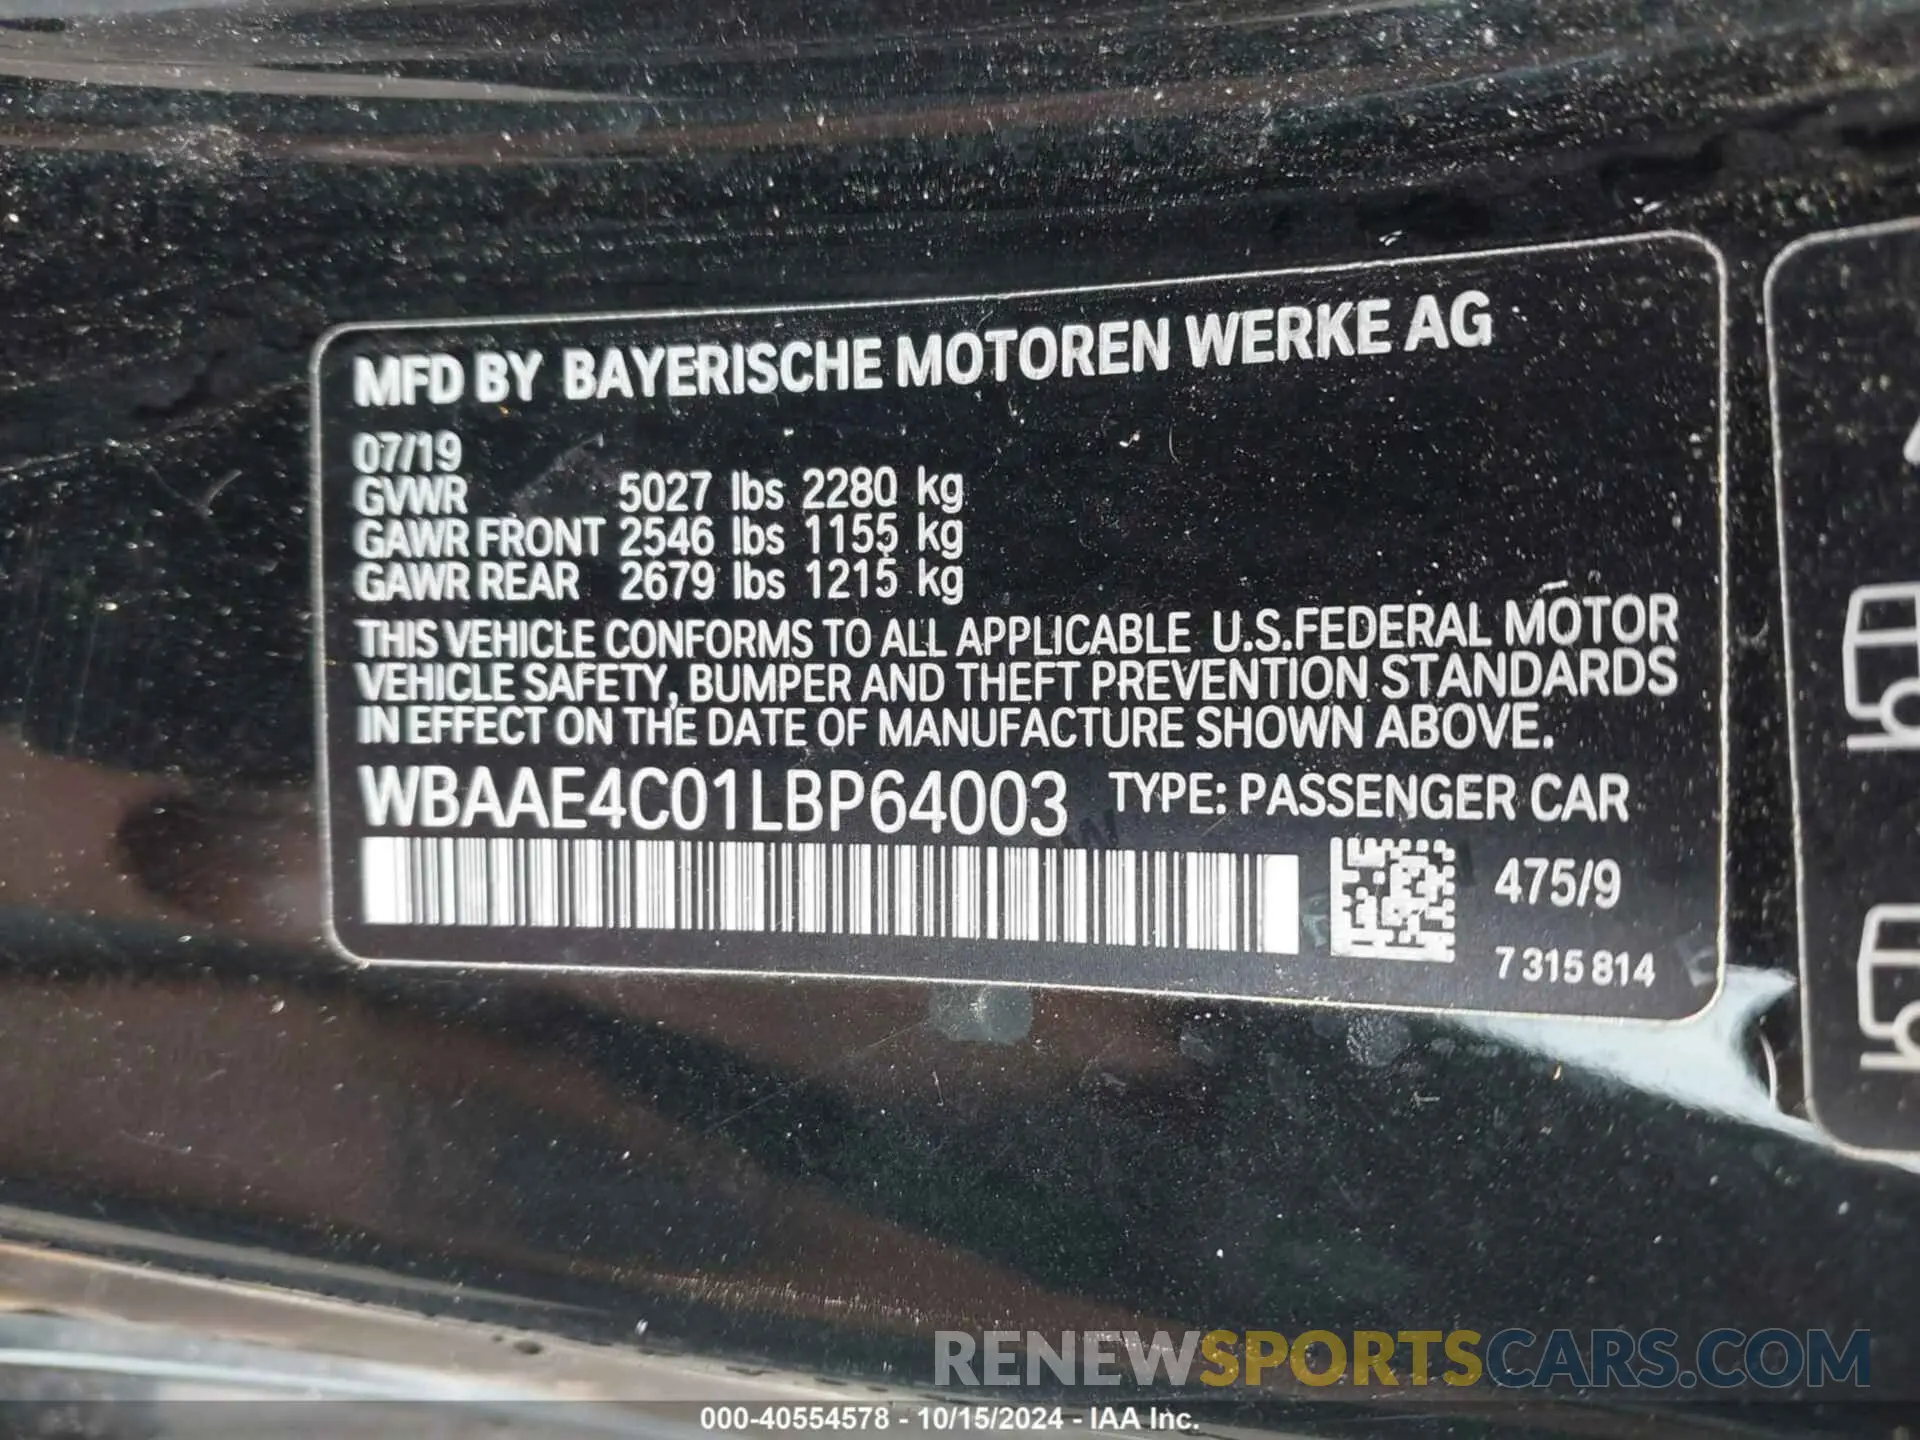 MFD BY BAYERISCHE MOTOREN WERKE AG
07/19
GVWR 5027 lbs 2280 kg
GAWR FRONT 2546 lbs 1155 kg
GAWR REAR 2679 lbs 1215 kg
THIS VEHICLE CONFORMS TO ALL APPLICABLE U.S.FEDERAL MOTOR
VEHICLE SAFETY, BUMPER AND THEFT PREVENTION STANDARDS
IN EFFECT ON THE DATE OF MANUFACTURE SHOWN ABOVE.
WBAAE4C01LBP64003 TYPE: PASSENGER CAR
475/9
7 315 814
RENEWSPORTSCARS.COM
000-40554578 - 10/15/2024 - IAA Inc.